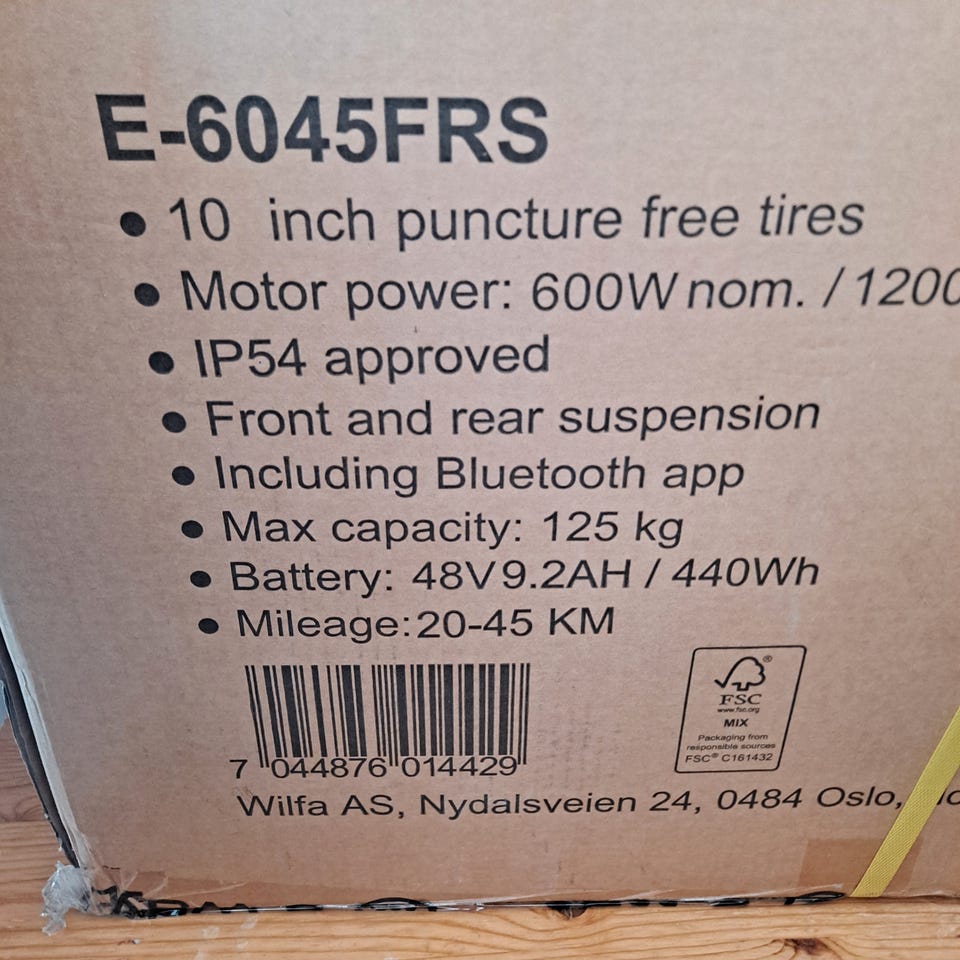 E-6045FRS
• 10 inch puncture free tires
• Motor power: 600W nom. / 1200
• IP54 approved
• Front and rear suspension
• Including Bluetooth app
• Max capacity: 125 kg
• Battery: 48V9.2AH / 440Wh
• Mileage:20-45 KM
7 044876 014429
FSC®
www.fsc.org
MIX
Packaging from
responsible sources
FSC® C161432
Wilfa AS, Nydalsveien 24, 0484 Oslo,